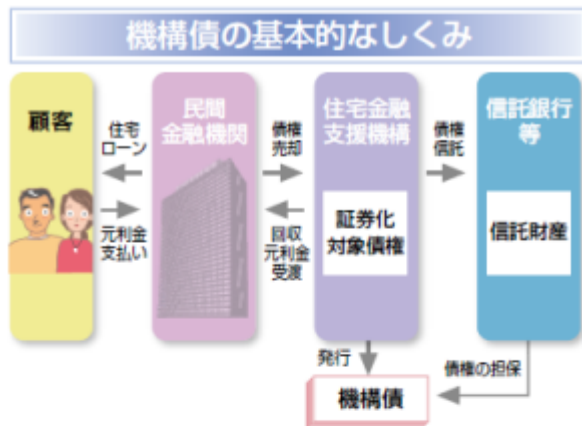 機構債の基本的なしくみ
顧客
住宅
ローン
元利金
支払い
民間
金融機関
債権
売却
回収
元利金
受渡
住宅金融
支援機構
証券化
対象債権
債権
信託
信託銀行
等
信託財産
発行
債権の担保
機構債